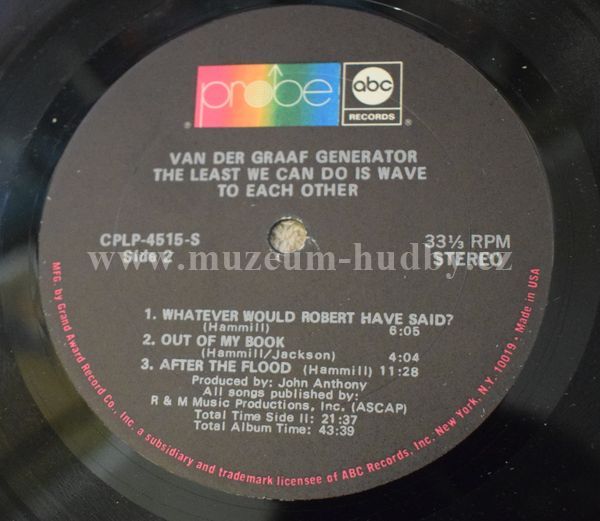 probe
abc
RECORDS
®
®
VAN DER GRAAF GENERATOR
THE LEAST WE CAN DO IS WAVE
TO EACH OTHER
CPLP-4515-S
Side 2
33⅓ RPM
STEREO
www.muzeum-hudby.cz
1. WHATEVER WOULD ROBERT HAVE SAID?
(Hammill) 6:05
2. OUT OF MY BOOK
(Hammill/Jackson) 4:04
3. AFTER THE FLOOD (Hammill) 11:28
Produced by: John Anthony
All songs published by:
R & M Music Productions, Inc. (ASCAP)
Total Time Side II: 21:37
Total Album Time: 43:39
MFG. by Grand Award Record Co., Inc. a subsidiary and trademark licensee of ABC Records, Inc. New York, N.Y. 10019 • Made in USA